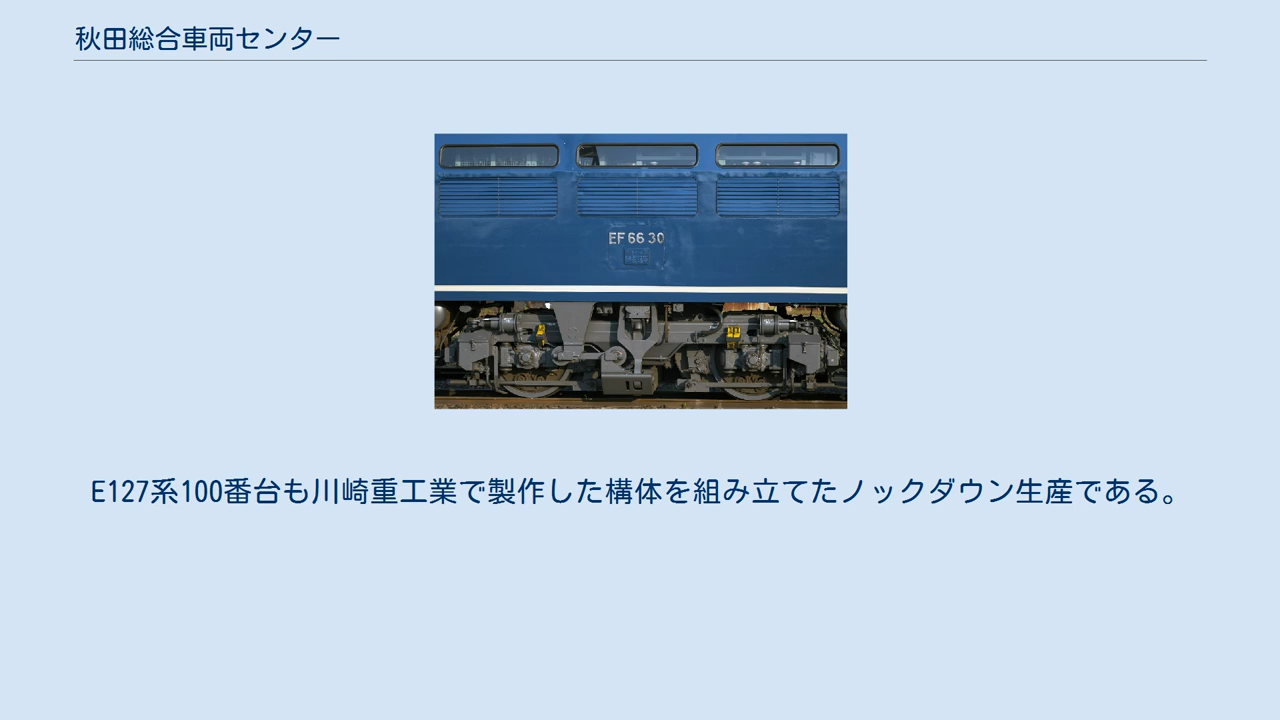 秋田総合車両センター
EF 66 30
E127系100番台も川崎重工業で製作した構体を組み立てたノックダウン生産である。